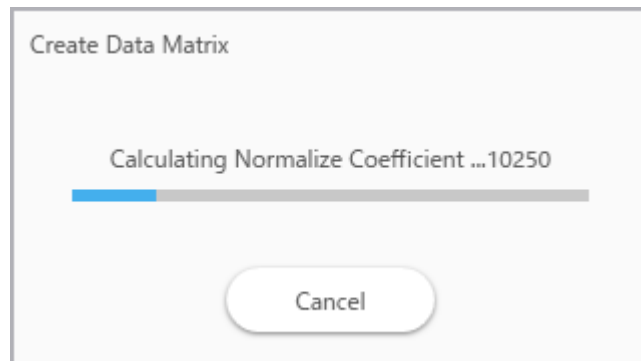 Create Data Matrix
Calculating Normalize Coefficient ...10250
Cancel